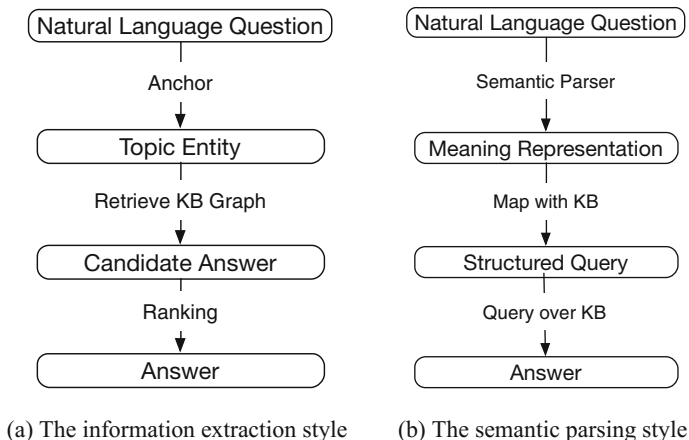 Natural Language Question
Anchor
Topic Entity
Retrieve KB Graph
Candidate Answer
Ranking
Answer
(a) The information extraction style
Natural Language Question
Semantic Parser
Meaning Representation
Map with KB
Structured Query
Query over KB
Answer
(b) The semantic parsing style